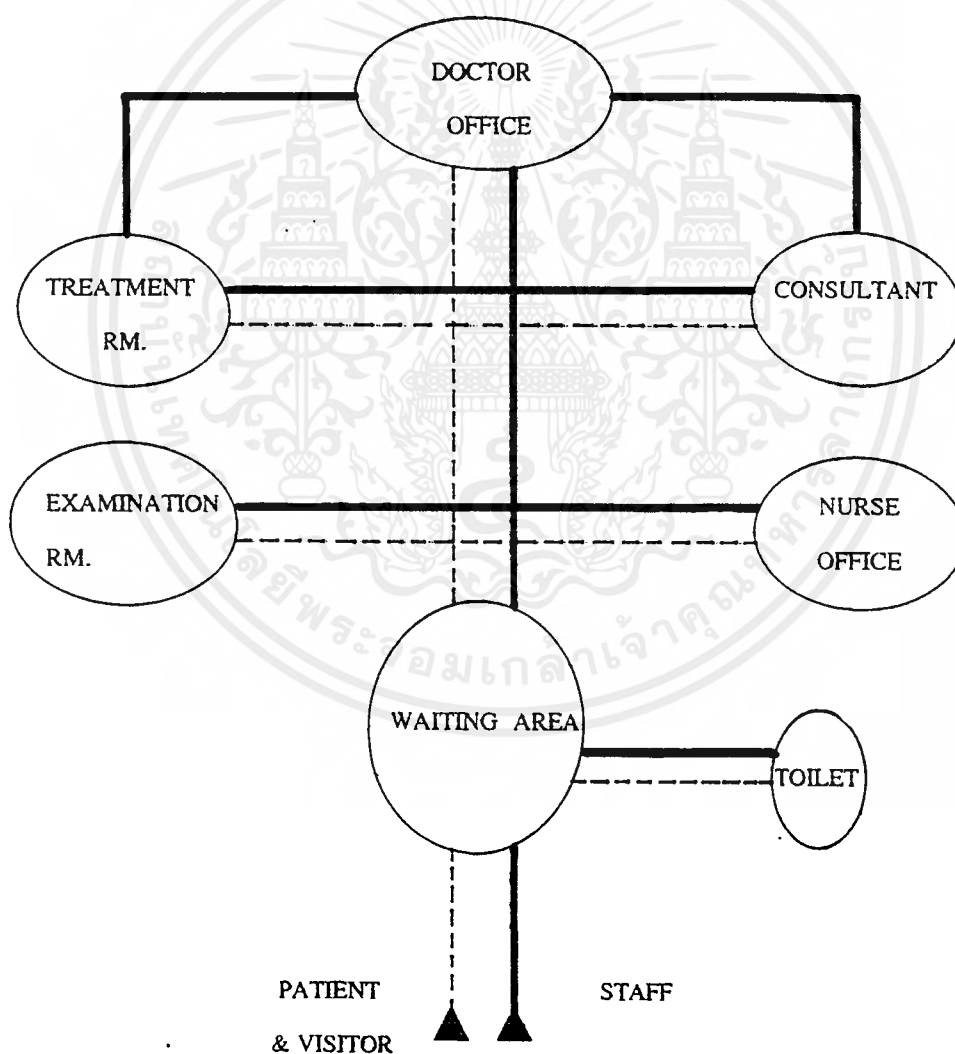 DOCTOR
OFFICE
TREATMENT
RM.
CONSULTANT
EXAMINATION
RM.
NURSE
OFFICE
WAITING AREA
TOILET
PATIENT
& VISITOR
STAFF